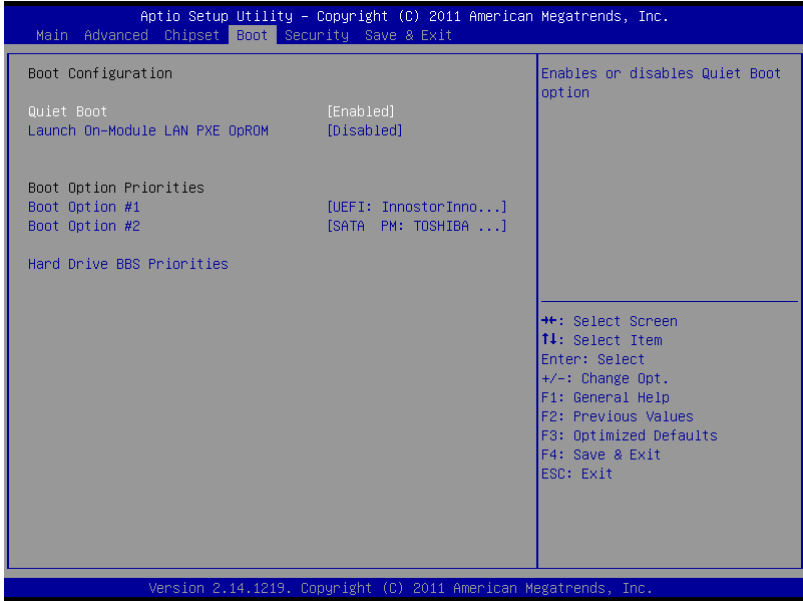 Aptio Setup Utility – Copyright (C) 2011 American Megatrends, Inc.
Main Advanced Chipset Boot Security Save & Exit
Boot Configuration
Quiet Boot [Enabled]
Launch On-Module LAN PXE OpROM [Disabled]
Boot Option Priorities
Boot Option #1 [UEFI: InnostorInno...]
Boot Option #2 [SATA PM: TOSHIBA ...]
Hard Drive BBS Priorities
Enables or disables Quiet Boot
option
→←: Select Screen
↑↓: Select Item
Enter: Select
+/-: Change Opt.
F1: General Help
F2: Previous Values
F3: Optimized Defaults
F4: Save & Exit
ESC: Exit
Version 2.14.1219. Copyright (C) 2011 American Megatrends, Inc.